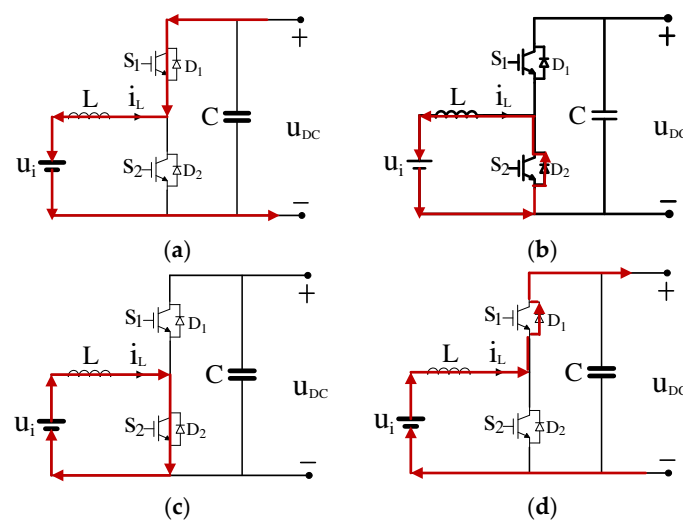 +
S1
D1
L
iL
C
uDC
ui
S2
D2
−
(a)
+
S1
D1
L
iL
C
uDC
ui
S2
D2
−
(b)
+
S1
D1
L
iL
C
uDC
ui
S2
D2
−
(c)
+
S1
D1
L
iL
C
uDC
ui
S2
D2
−
(d)